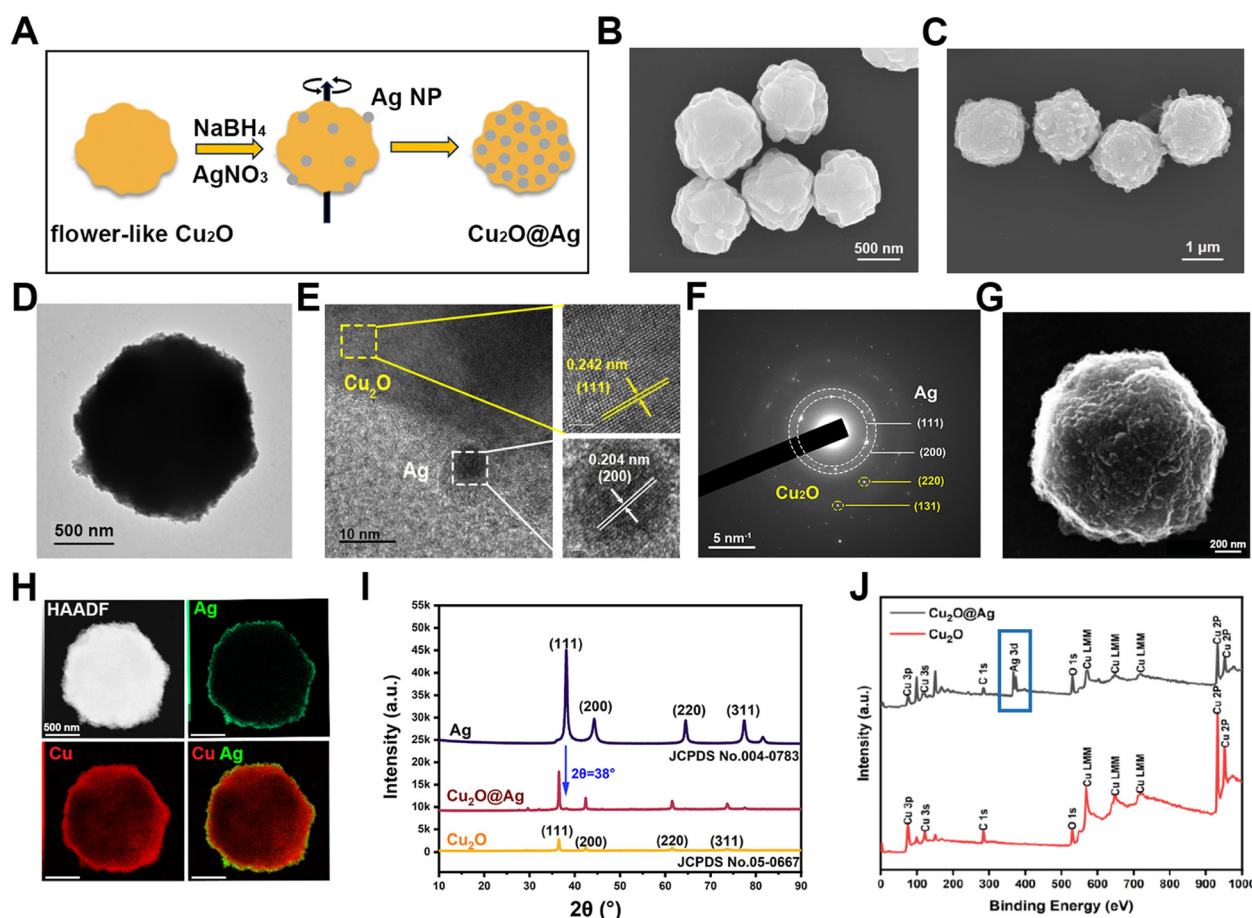 A
NaBH₄
AgNO₃
Ag NP
flower-like Cu₂O
Cu₂O@Ag
B
500 nm
C
1 μm
D
500 nm
E
Cu₂O
Ag
10 nm
0.242 nm
(111)
0.204 nm
(200)
F
Ag
(111)
(200)
Cu₂O
(220)
(131)
5 nm⁻¹
G
200 nm
H
HAADF
500 nm
Ag
Cu
Cu Ag
I
Intensity (a.u.)
55k
50k
45k
40k
35k
30k
25k
20k
15k
10k
5k
0
(111)
(200)
(220)
(311)
Ag
JCPDS No.004-0783
2θ=38°
Cu₂O@Ag
Cu₂O
(111)
(200)
(220)
(311)
JCPDS No.05-0667
10 20 30 40 50 60 70 80 90
2θ (°)
J
Intensity (a.u.)
Cu₂O@Ag
Cu₂O
Cu 3p
Cu 3s
C 1s
Ag 3d
O 1s
Cu LMM
Cu LMM
Cu LMM
Cu 2P
Cu 2P
Cu 3p
Cu 3s
C 1s
O 1s
Cu LMM
Cu LMM
Cu LMM
Cu 2P
Cu 2P
0 100 200 300 400 500 600 700 800 900 1000
Binding Energy (eV)